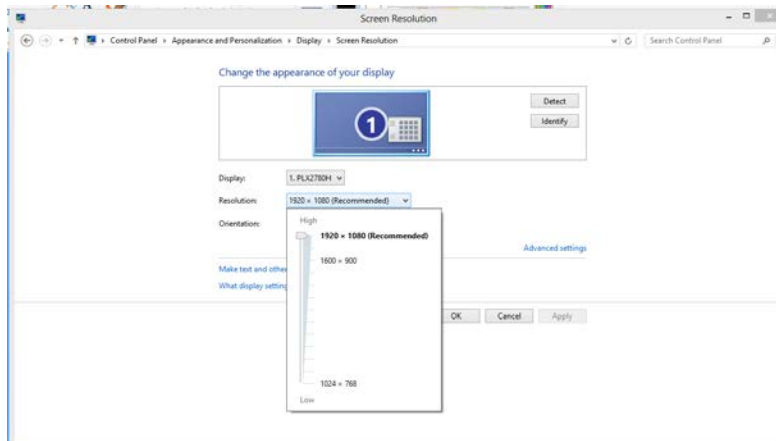 Screen Resolution
Control Panel Appearance and Personalization Display Screen Resolution
Search Control Panel
Change the appearance of your display
1
Detect
Identify
Display: 1. PLX2780H
Resolution: 1920 × 1080 (Recommended)
Orientation:
High
1920 × 1080 (Recommended)
1600 × 900
1024 × 768
Low
Advanced settings
Make text and other
What display setting
OK Cancel Apply